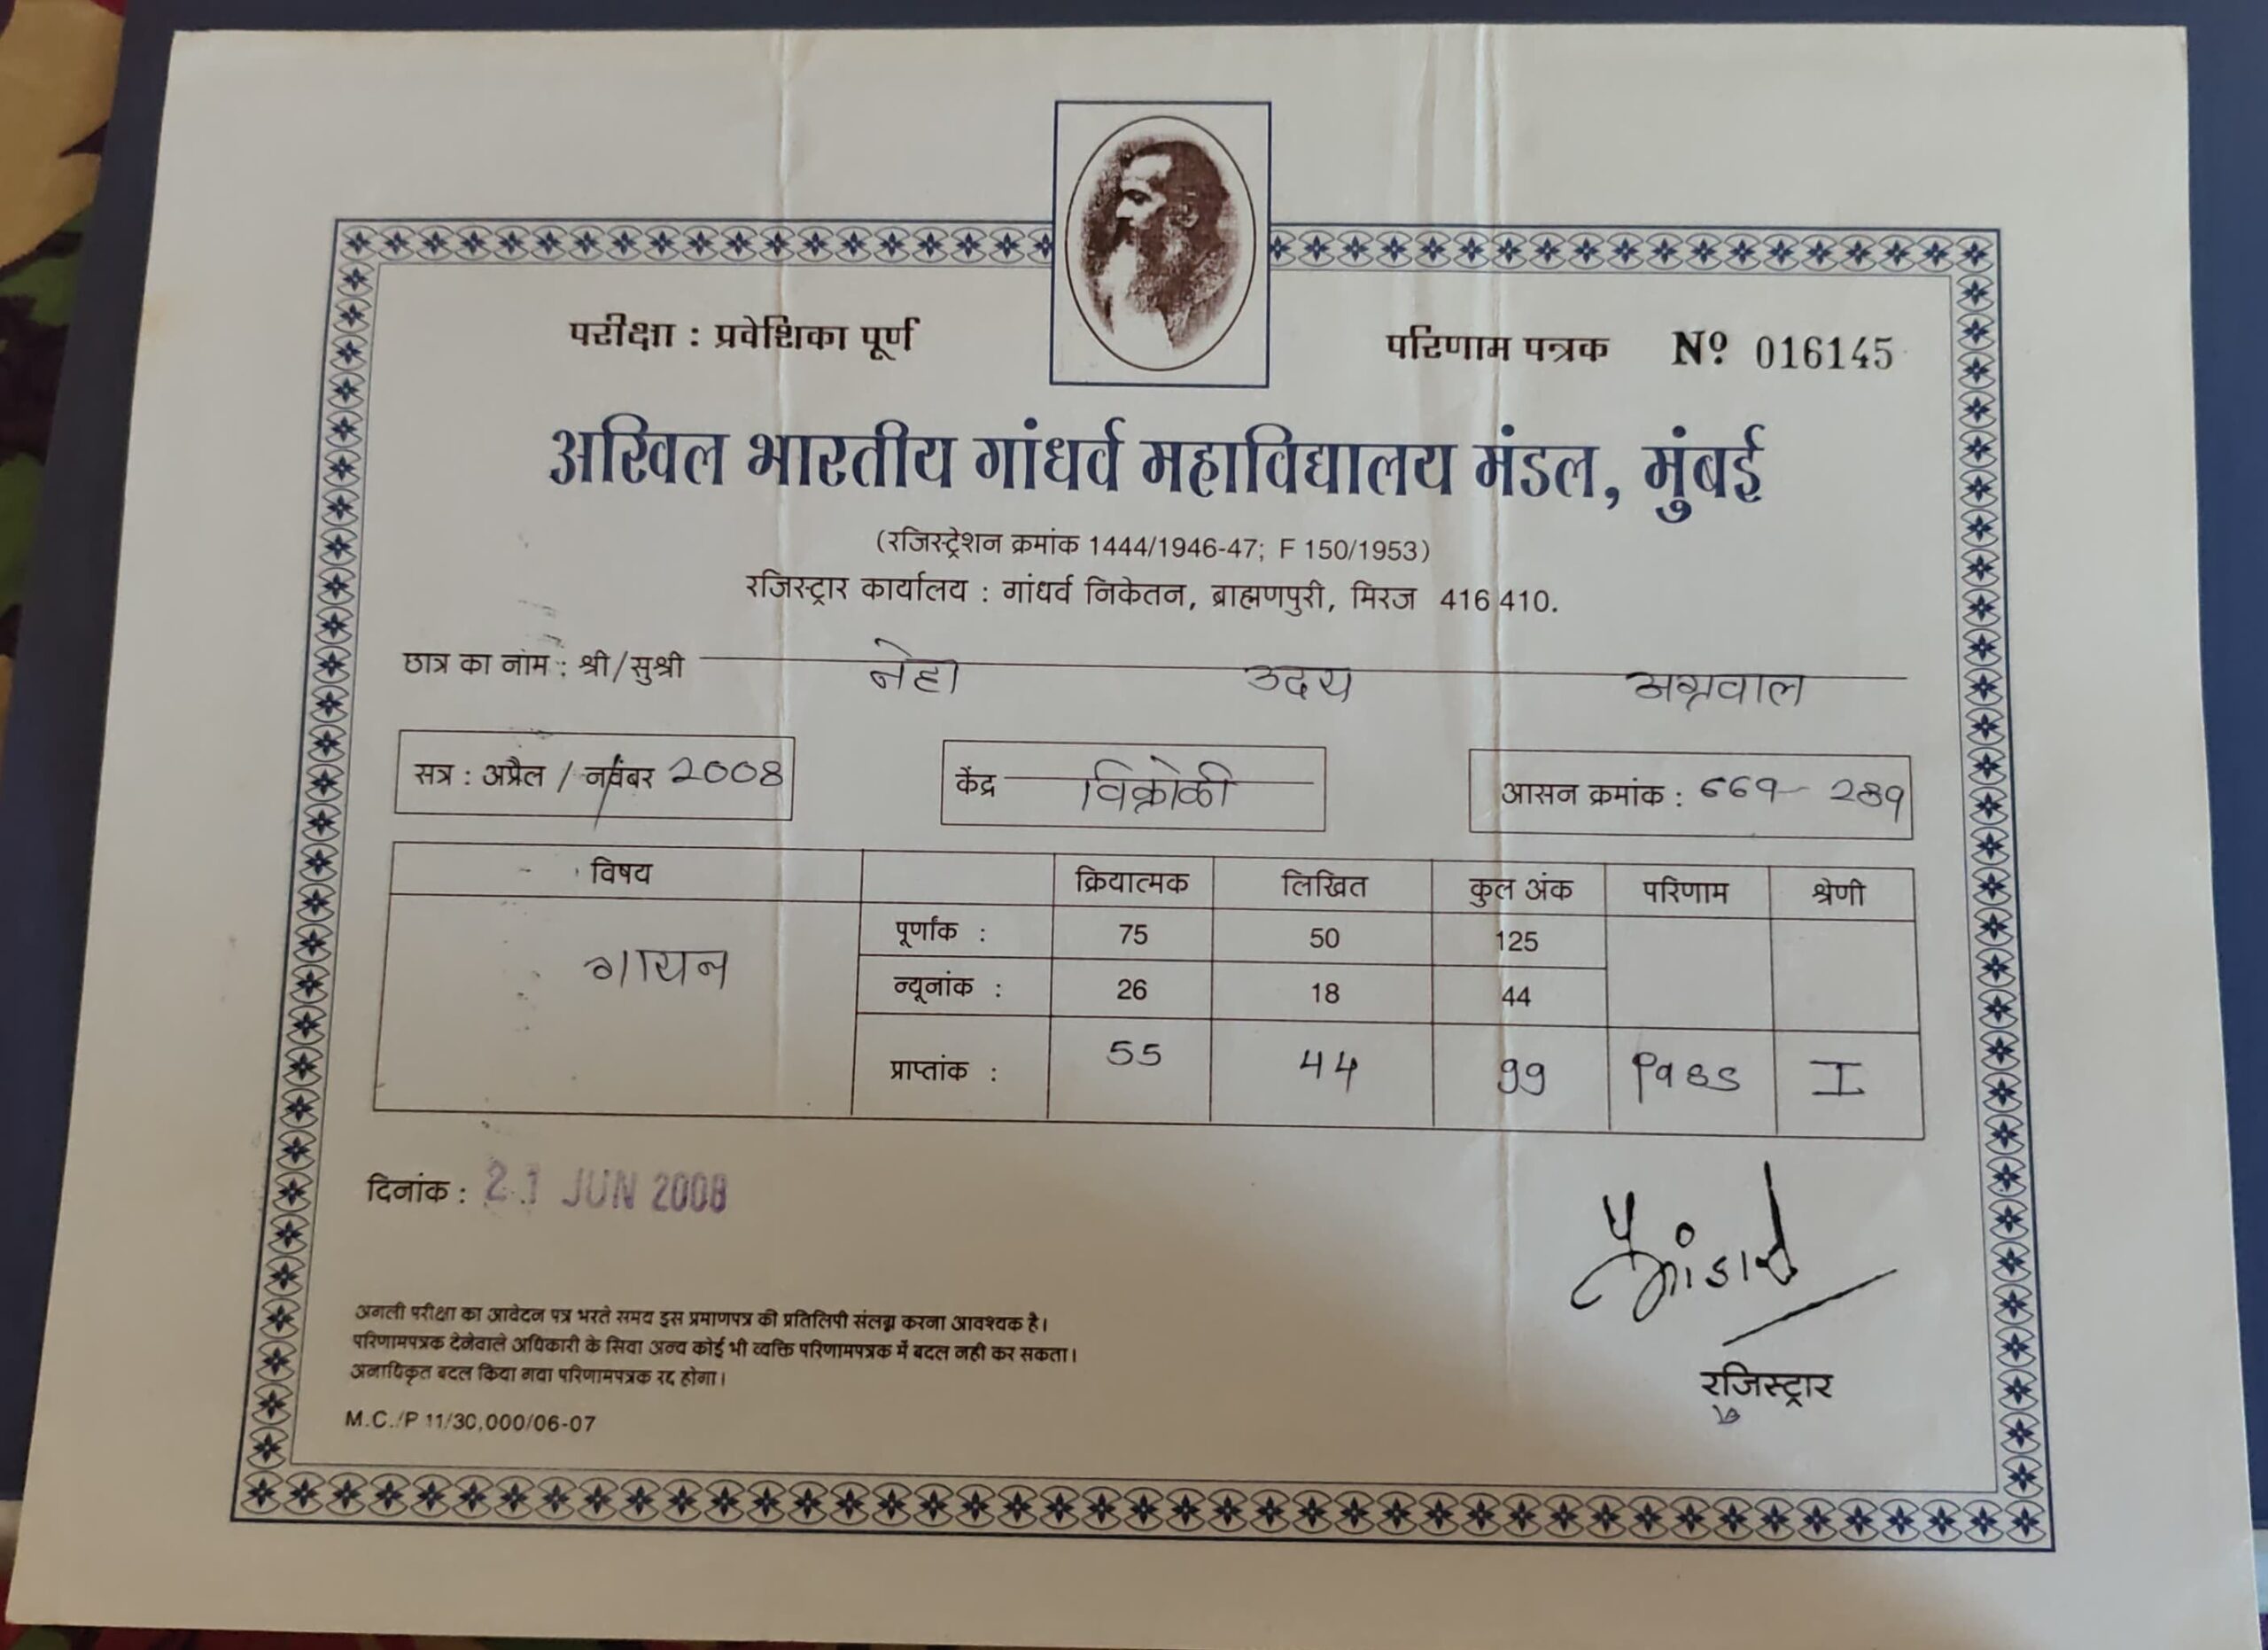 परीक्षा : प्रवेशिका पूर्ण
परिणाम पत्रक Nº 016145
अखिल भारतीय गांधर्व महाविद्यालय मंडल, मुंबई
(रजिस्ट्रेशन क्रमांक 1444/1946-47; F 150/1953)
रजिस्ट्रार कार्यालय : गांधर्व निकेतन, ब्राह्मणपुरी, मिरज 416 410.
छात्र का नाम : श्री/सुश्री नेहा उदय अग्रवाल
सत्र : अप्रैल / नवंबर 2008
केंद्र विक्रोळी
आसन क्रमांक : 669 - 289
विषय क्रियात्मक लिखित कुल अंक परिणाम श्रेणी
पूर्णांक : 75 50 125
गायन
न्यूनांक : 26 18 44
प्राप्तांक : 55 44 99 Pass I
दिनांक : 21 JUN 2008
अगली परीक्षा का आवेदन पत्र भरते समय इस प्रमाणपत्र की प्रतिलिपी संलग्न करना आवश्यक है।
परिणामपत्रक देनेवाले अधिकारी के सिवा अन्य कोई भी व्यक्ति परिणामपत्रक में बदल नही कर सकता।
अनाधिकृत बदल किया गया परिणामपत्रक रद्द होगा।
रजिस्ट्रार
M.C./P 11/30,000/06-07